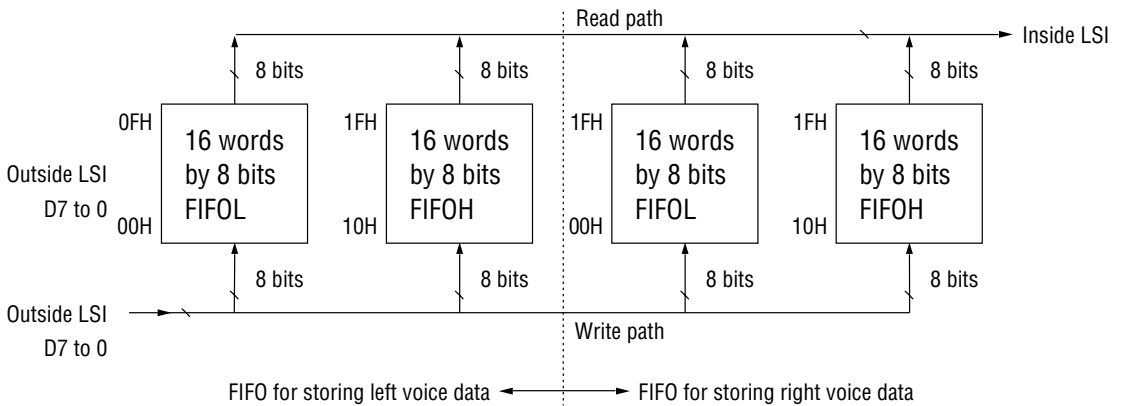 Read path
Inside LSI
8 bits
8 bits
8 bits
8 bits
0FH
16 words
by 8 bits
FIFOL
00H
1FH
16 words
by 8 bits
FIFOH
10H
1FH
16 words
by 8 bits
FIFOL
00H
1FH
16 words
by 8 bits
FIFOH
10H
Outside LSI
D7 to 0
8 bits
8 bits
8 bits
8 bits
Outside LSI
D7 to 0
Write path
FIFO for storing left voice data
FIFO for storing right voice data